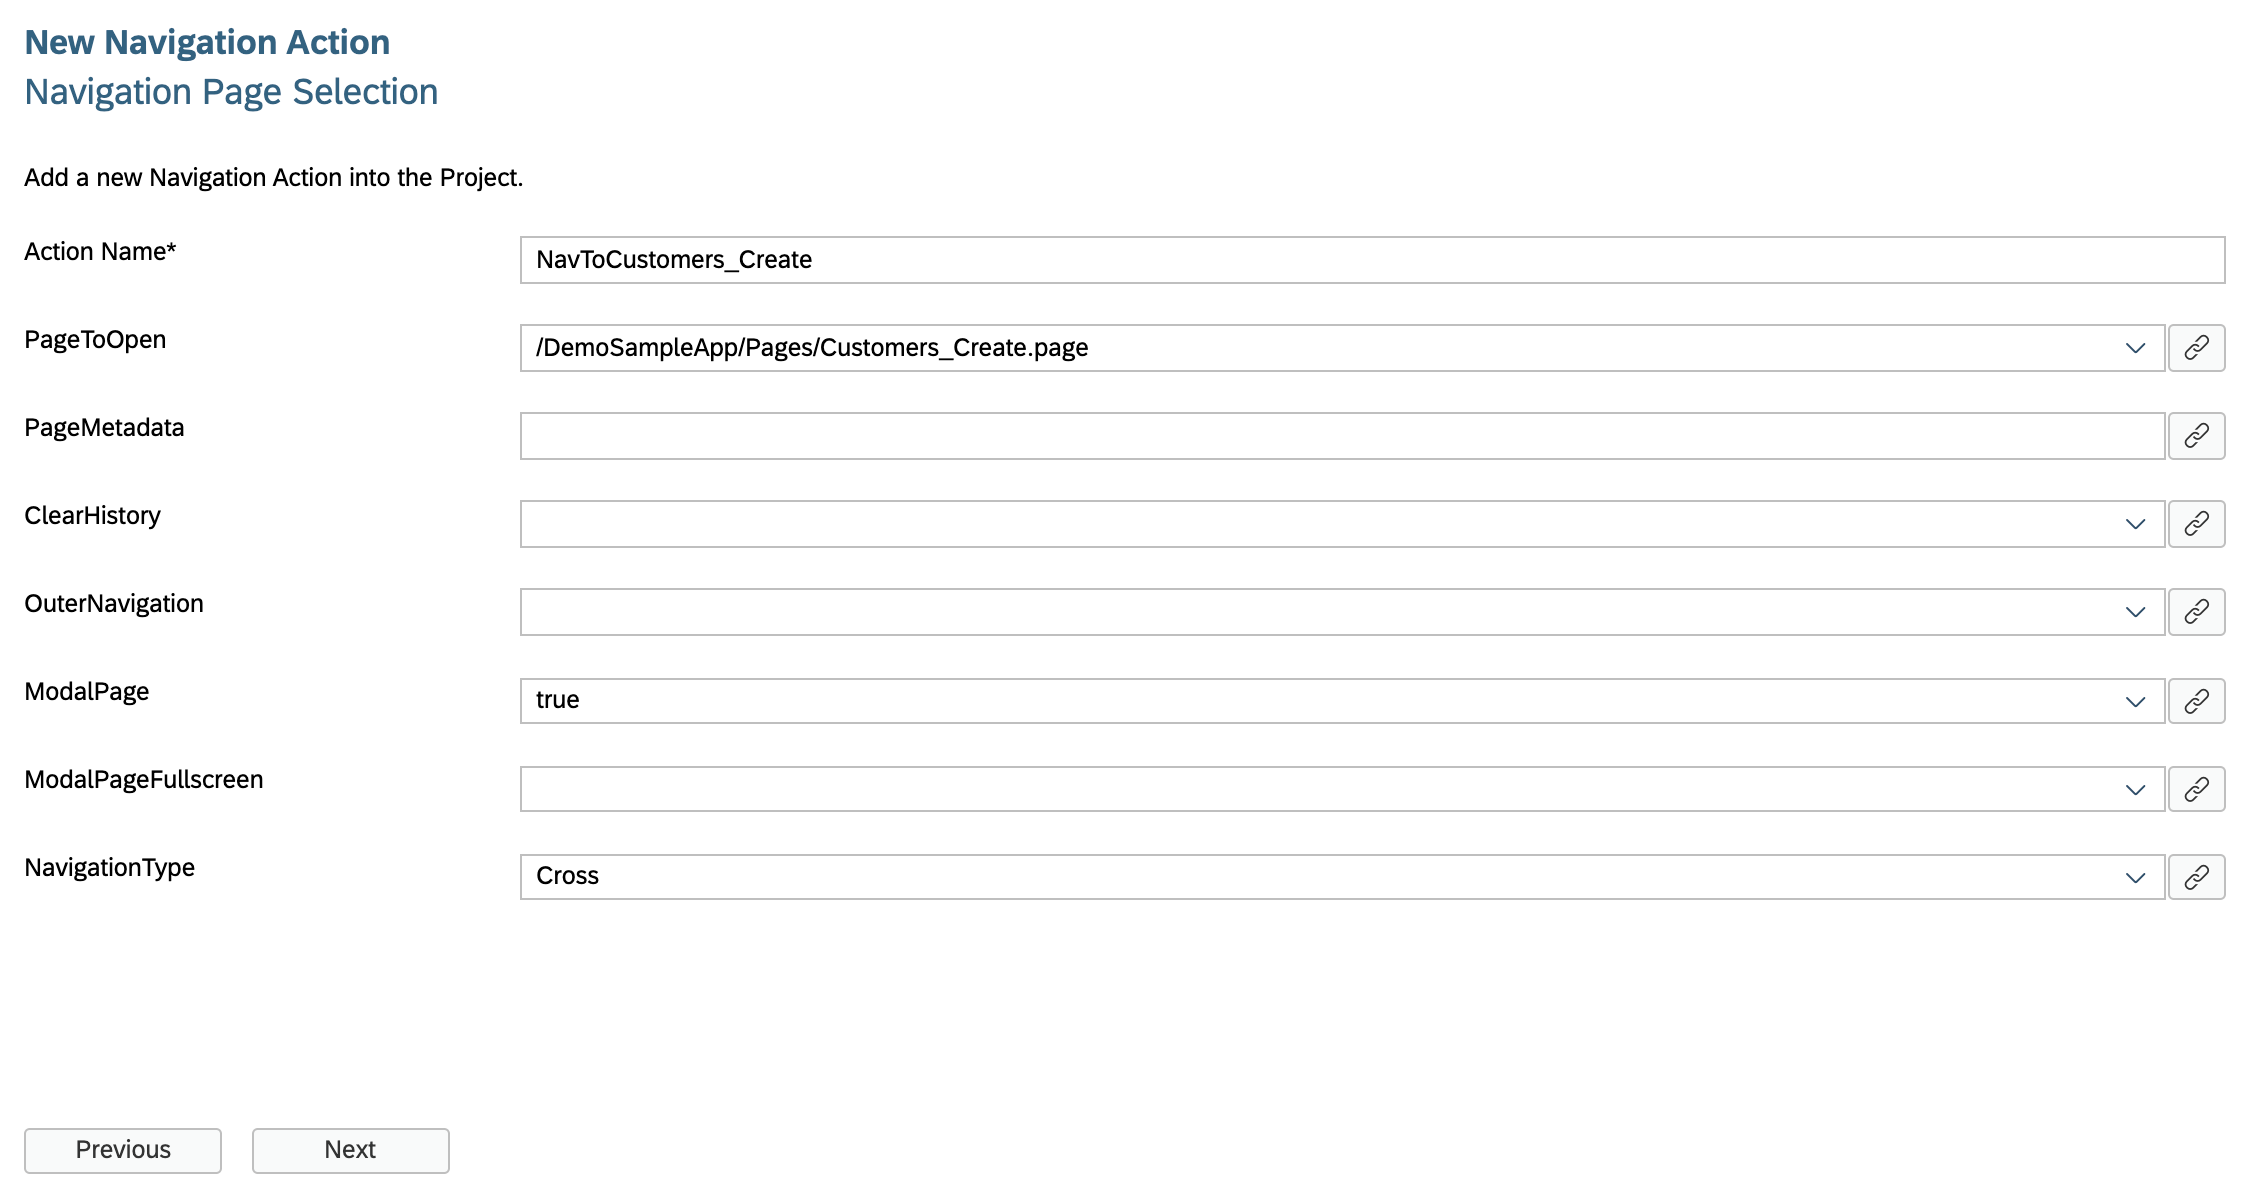 New Navigation Action
Navigation Page Selection
Add a new Navigation Action into the Project.
Action Name*
NavToCustomers_Create
PageToOpen
/DemoSampleApp/Pages/Customers_Create.page
PageMetadata
ClearHistory
OuterNavigation
ModalPage
true
ModalPageFullscreen
NavigationType
Cross
Previous
Next